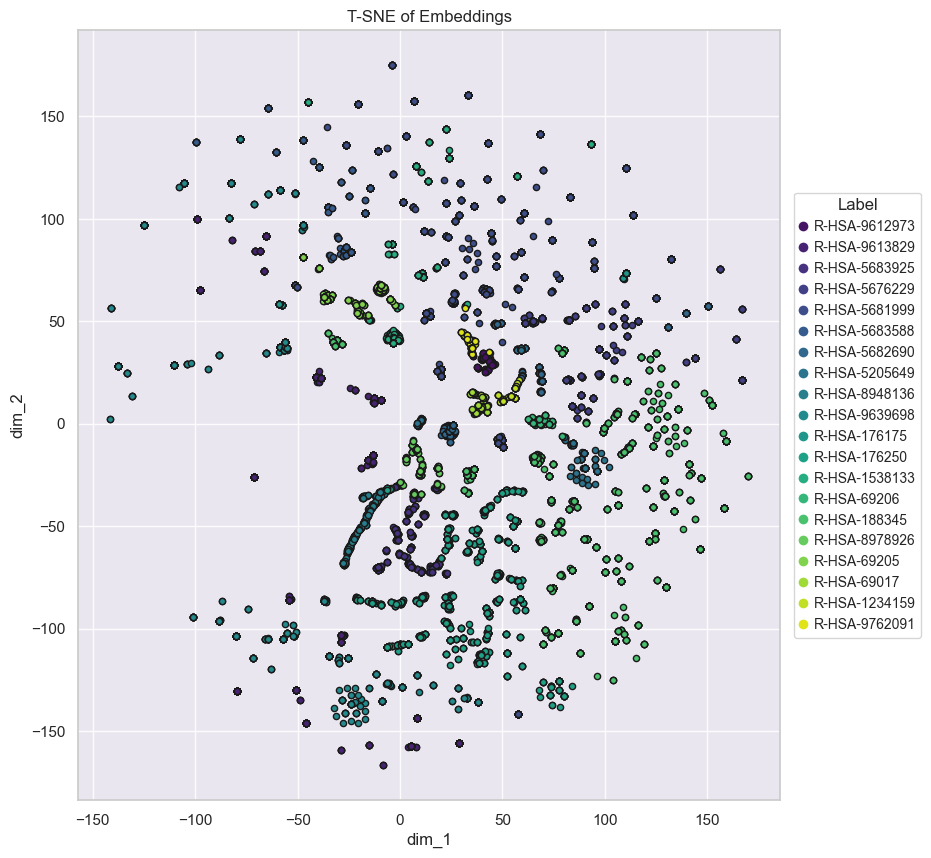 T-SNE of Embeddings
150
100
50
0
−50
−100
−150
dim_2
−150
−100
−50
0
50
100
150
dim_1
Label
R-HSA-9612973
R-HSA-9613829
R-HSA-5683925
R-HSA-5676229
R-HSA-5681999
R-HSA-5683588
R-HSA-5682690
R-HSA-5205649
R-HSA-8948136
R-HSA-9639698
R-HSA-176175
R-HSA-176250
R-HSA-1538133
R-HSA-69206
R-HSA-188345
R-HSA-8978926
R-HSA-69205
R-HSA-69017
R-HSA-1234159
R-HSA-9762091